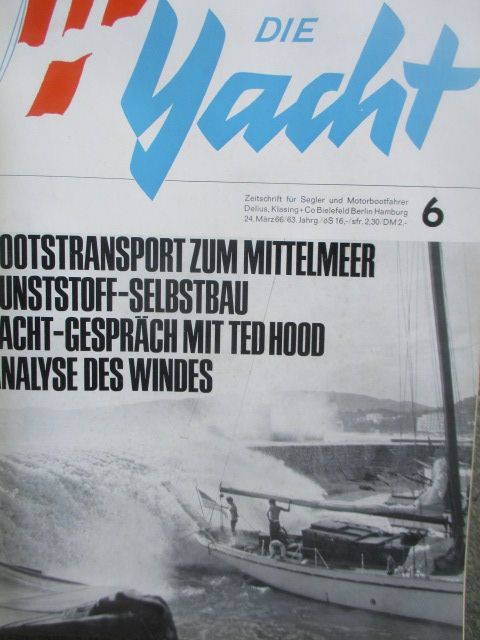 DIE
Yacht
Zeitschrift für Segler und Motorbootfahrer
Delius, Klasing+Co Bielefeld Berlin Hamburg
24. März 66/63. Jahrg./öS 16,-/sfr. 2,30/DM 2.-
6
OOTSTRANSPORT ZUM MITTELMEER
UNSTSTOFF-SELBSTBAU
ACHT-GESPRÄCH MIT TED HOOD
NALYSE DES WINDES